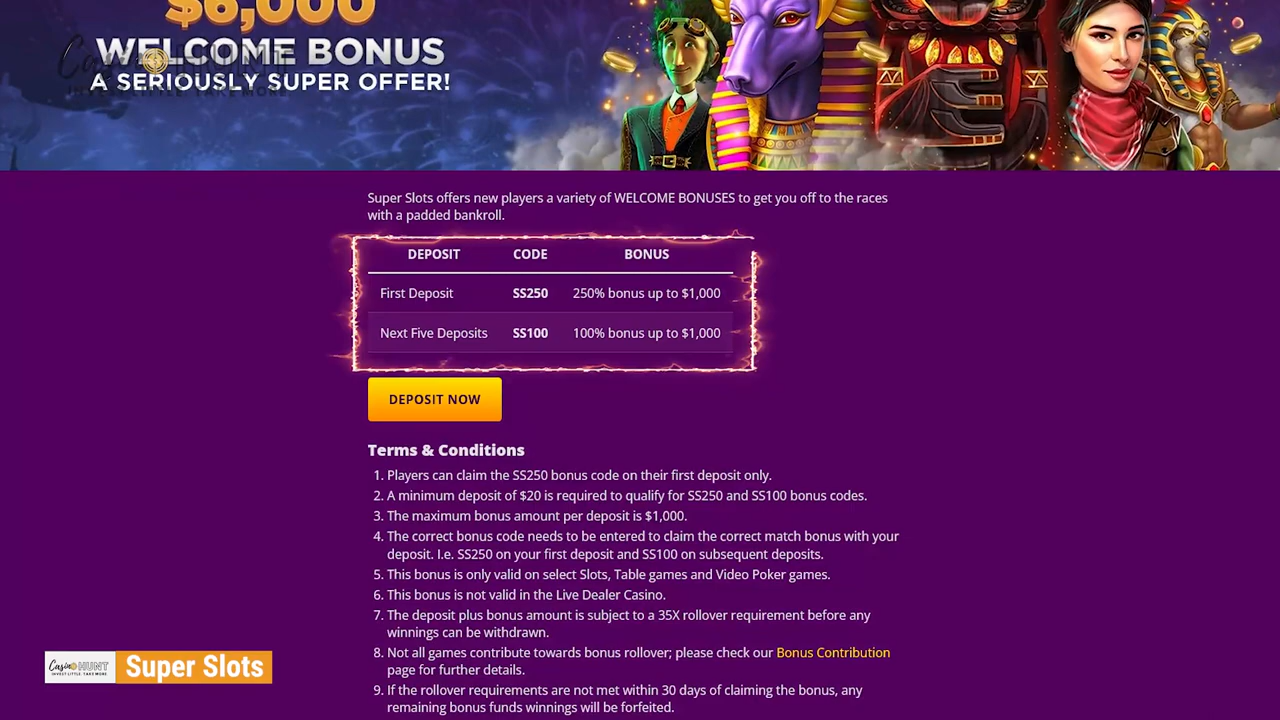 $6,000
WELCOME BONUS
A SERIOUSLY SUPER OFFER!
Super Slots offers new players a variety of WELCOME BONUSES to get you off to the races
with a padded bankroll.
DEPOSIT CODE BONUS
First Deposit SS250 250% bonus up to $1,000
Next Five Deposits SS100 100% bonus up to $1,000
DEPOSIT NOW
Terms & Conditions
1. Players can claim the SS250 bonus code on their first deposit only.
2. A minimum deposit of $20 is required to qualify for SS250 and SS100 bonus codes.
3. The maximum bonus amount per deposit is $1,000.
4. The correct bonus code needs to be entered to claim the correct match bonus with your
deposit. I.e. SS250 on your first deposit and SS100 on subsequent deposits.
5. This bonus is only valid on select Slots, Table games and Video Poker games.
6. This bonus is not valid in the Live Dealer Casino.
7. The deposit plus bonus amount is subject to a 35X rollover requirement before any
winnings can be withdrawn.
8. Not all games contribute towards bonus rollover; please check our Bonus Contribution
page for further details.
9. If the rollover requirements are not met within 30 days of claiming the bonus, any
remaining bonus funds winnings will be forfeited.
Casino HUNT
INVEST LITTLE. TAKE MORE
Super Slots